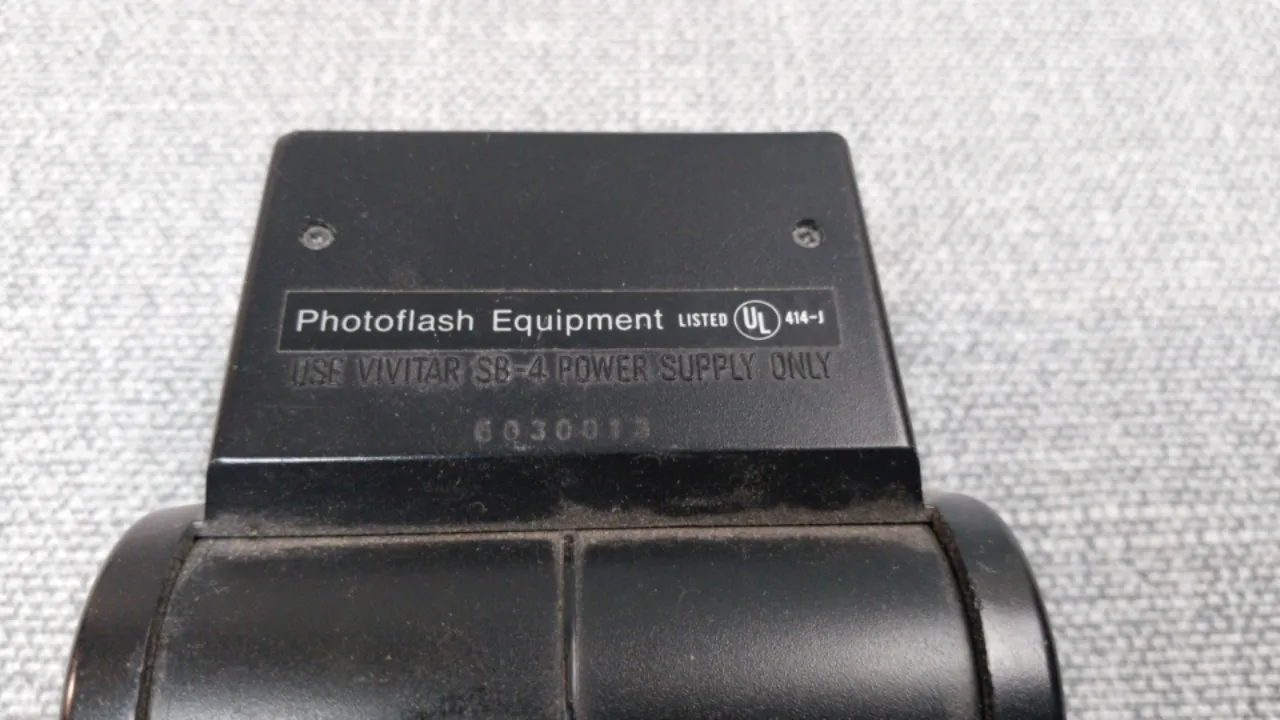 Photoflash Equipment LISTED UL 414-J
USE VIVITAR SB-4 POWER SUPPLY ONLY
6030013